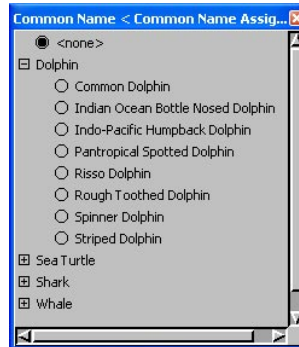 Common Name < Common Name Assig...
<none>
Dolphin
Common Dolphin
Indian Ocean Bottle Nosed Dolphin
Indo-Pacific Humpback Dolphin
Pantropical Spotted Dolphin
Risso Dolphin
Rough Toothed Dolphin
Spinner Dolphin
Striped Dolphin
Sea Turtle
Shark
Whale